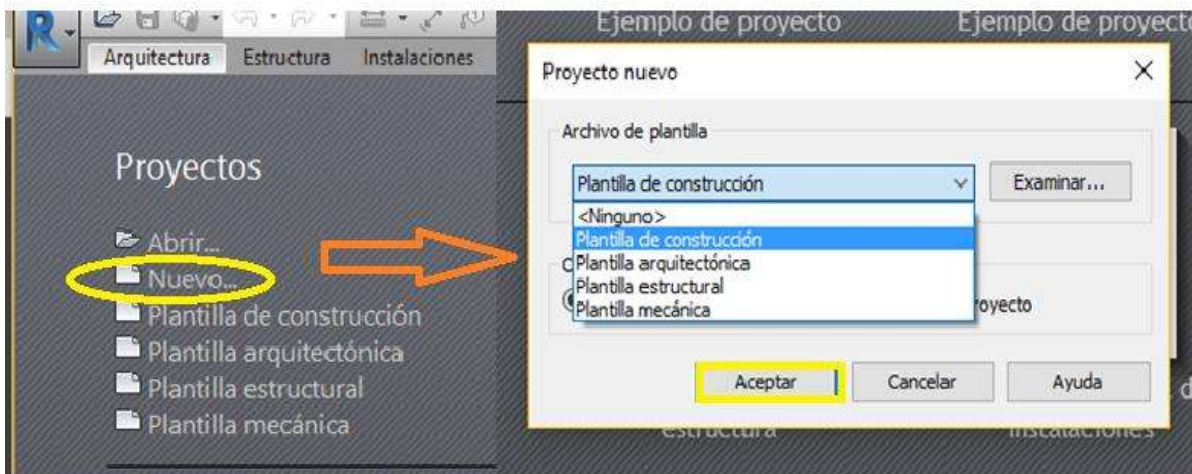 R
Arquitectura Estructura Instalaciones
Proyectos
Abrir...
Nuevo...
Plantilla de construcción
Plantilla arquitectónica
Plantilla estructural
Plantilla mecánica
Ejemplo de proyecto Ejemplo de proyecto
Proyecto nuevo
Archivo de plantilla
Plantilla de construcción Examinar...
<Ninguno>
Plantilla de construcción
Plantilla arquitectónica
Plantilla estructural
Plantilla mecánica
Aceptar Cancelar Ayuda
estructura instalaciones